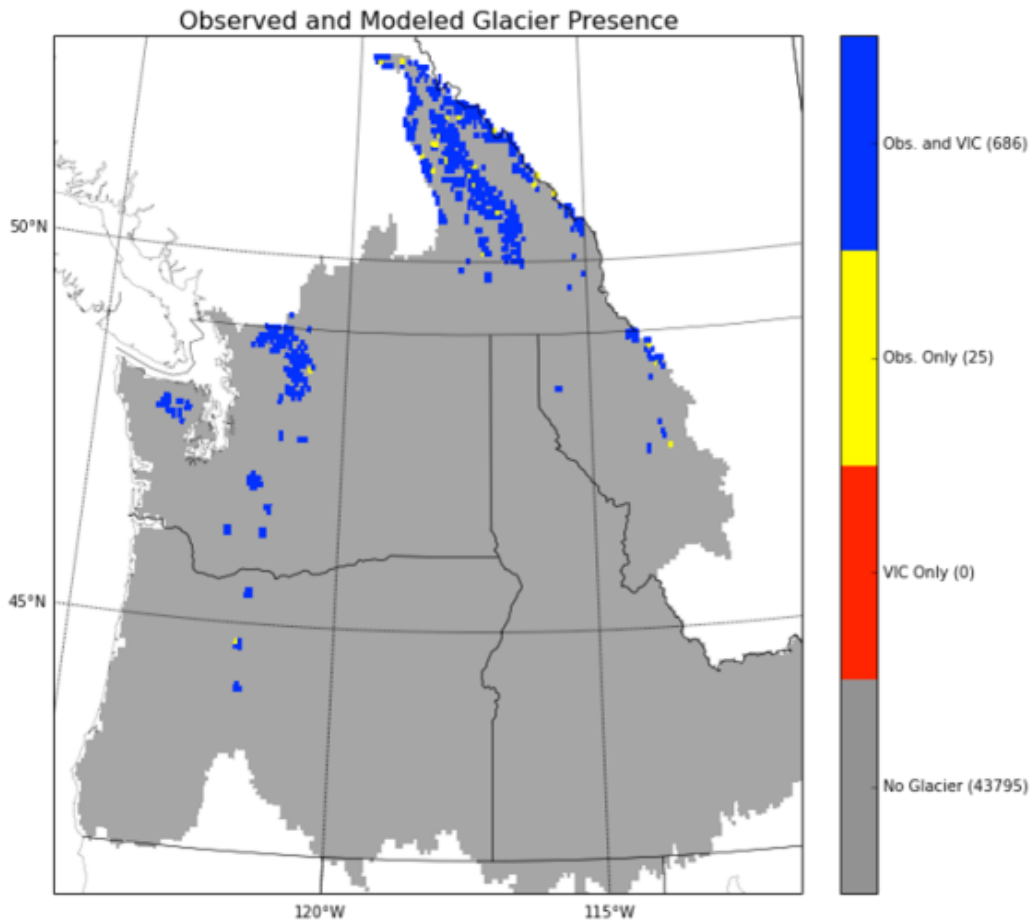 Observed and Modeled Glacier Presence
Obs. and VIC (686)
50°N
Obs. Only (25)
VIC Only (0)
45°N
No Glacier (43795)
120°W
115°W